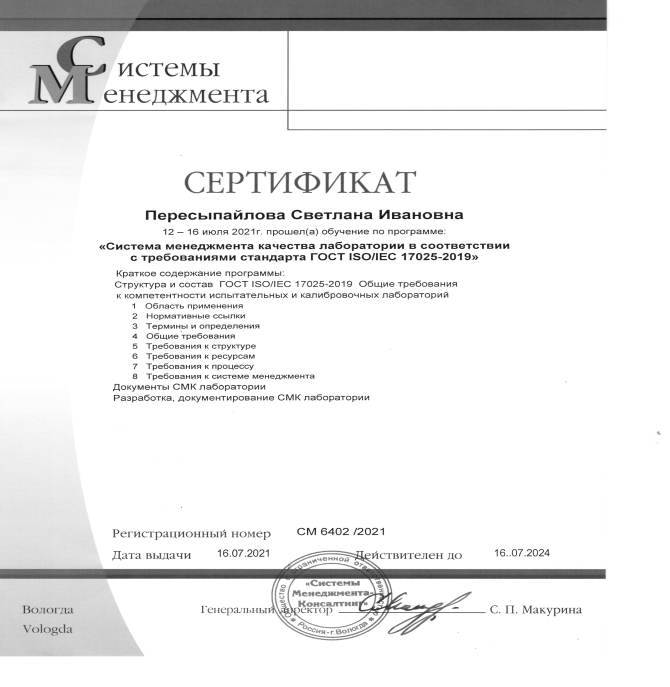 Системы
Менеджмента
СЕРТИФИКАТ
Пересыпайлова Светлана Ивановна
12 – 16 июля 2021г. прошел(а) обучение по программе:
«Система менеджмента качества лаборатории в соответствии
с требованиями стандарта ГОСТ ISO/IEC 17025-2019»
Краткое содержание программы:
Структура и состав ГОСТ ISO/IEC 17025-2019 Общие требования
к компетентности испытательных и калибровочных лабораторий
1 Область применения
2 Нормативные ссылки
3 Термины и определения
4 Общие требования
5 Требования к структуре
6 Требования к ресурсам
7 Требования к процессу
8 Требования к системе менеджмента
Документы СМК лаборатории
Разработка, документирование СМК лаборатории
Регистрационный номер СМ 6402 /2021
Дата выдачи 16.07.2021 Действителен до 16..07.2024
Общество с ограниченной ответственностью
«Системы
Менеджмента-
Консалтинг»
Россия - г. Вологда
Вологда Генеральный директор С. П. Макурина
Vologda